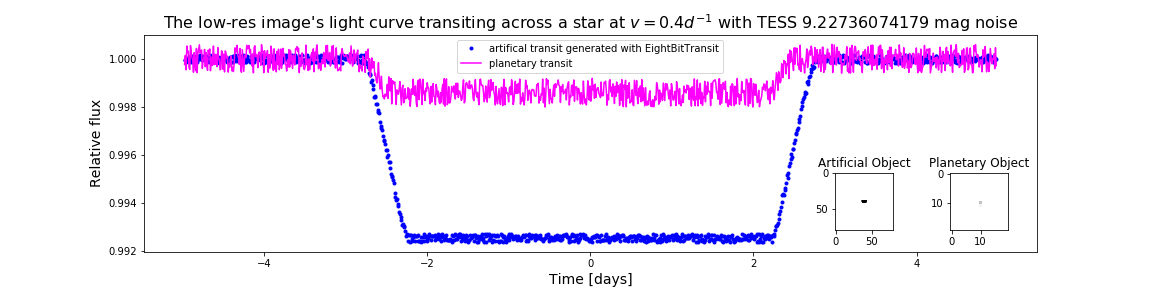 The low-res image's light curve transiting across a star at v = 0.4d⁻¹ with TESS 9.22736074179 mag noise
artifical transit generated with EightBitTransit
planetary transit
Relative flux
1.000
0.998
0.996
0.994
0.992
−4
−2
0
2
4
Time [days]
Artificial Object
0
50
0
50
Planetary Object
0
10
0
10